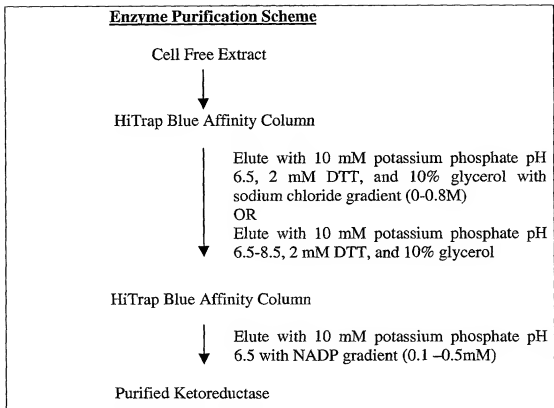 Enzyme Purification Scheme
Cell Free Extract
HiTrap Blue Affinity Column
Elute with 10 mM potassium phosphate pH
6.5, 2 mM DTT, and 10% glycerol with
sodium chloride gradient (0-0.8M)
OR
Elute with 10 mM potassium phosphate pH
6.5-8.5, 2 mM DTT, and 10% glycerol
HiTrap Blue Affinity Column
Elute with 10 mM potassium phosphate pH
6.5 with NADP gradient (0.1 –0.5mM)
Purified Ketoreductase